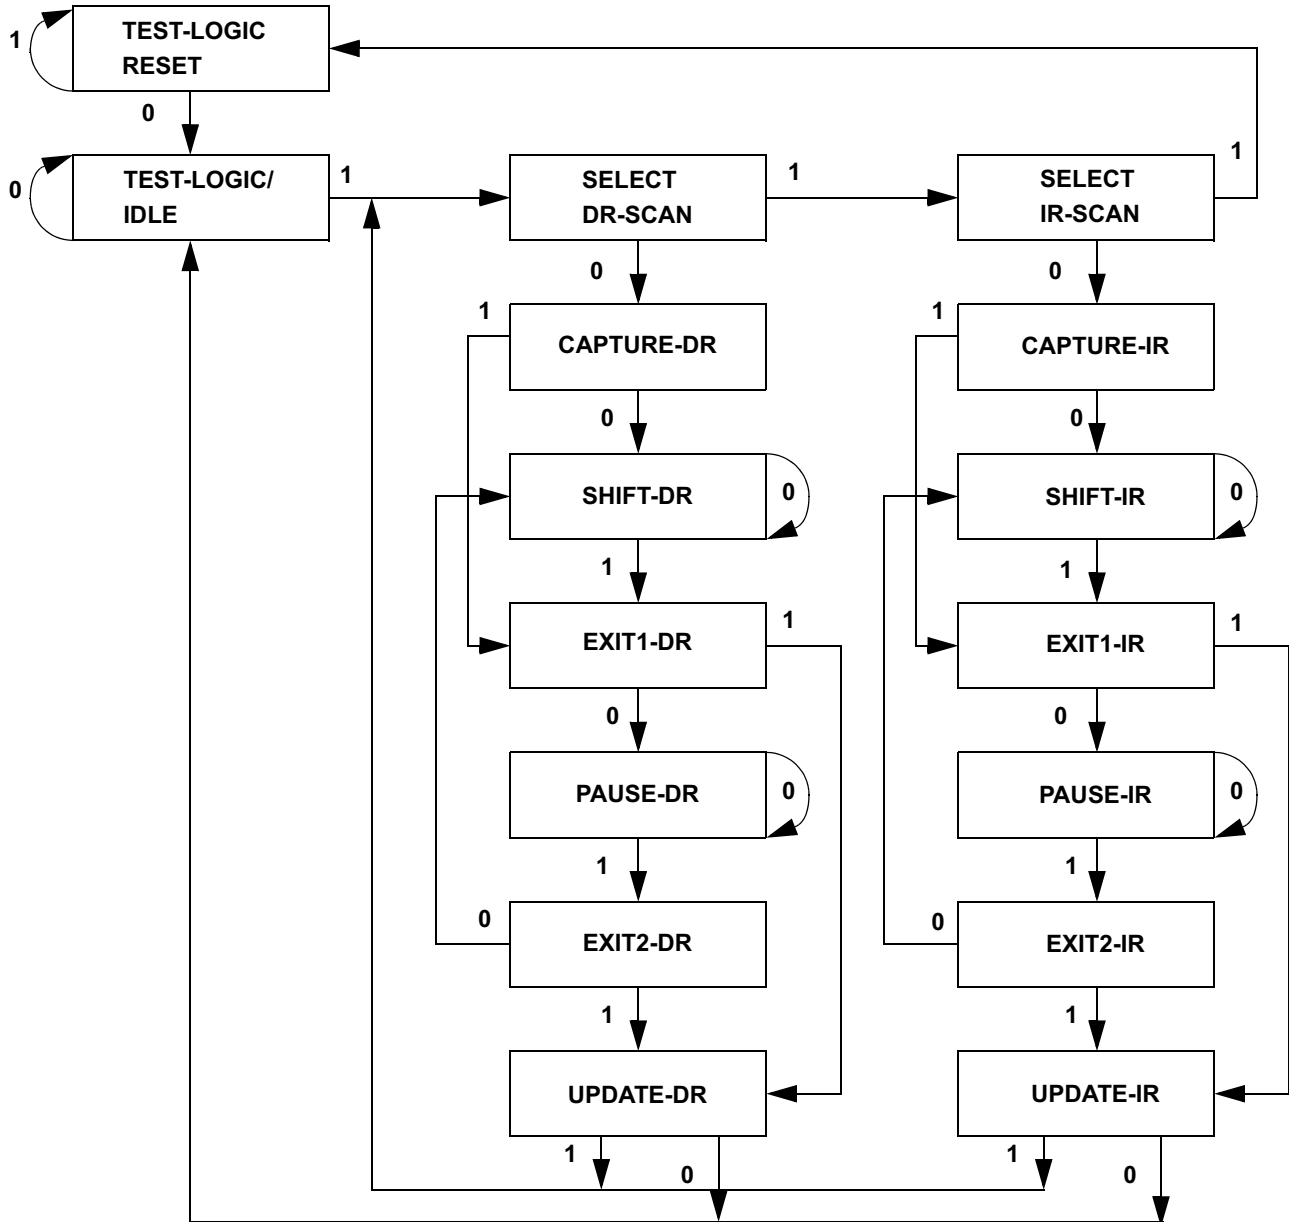 1
TEST-LOGIC
RESET
0
0
TEST-LOGIC/
IDLE
1
SELECT
DR-SCAN
1
SELECT
IR-SCAN
1
0
0
1
CAPTURE-DR
1
CAPTURE-IR
0
0
SHIFT-DR
0
SHIFT-IR
0
1
1
EXIT1-DR
1
EXIT1-IR
1
0
0
PAUSE-DR
0
PAUSE-IR
0
1
1
0
EXIT2-DR
0
EXIT2-IR
1
1
UPDATE-DR
UPDATE-IR
1
0
1
0